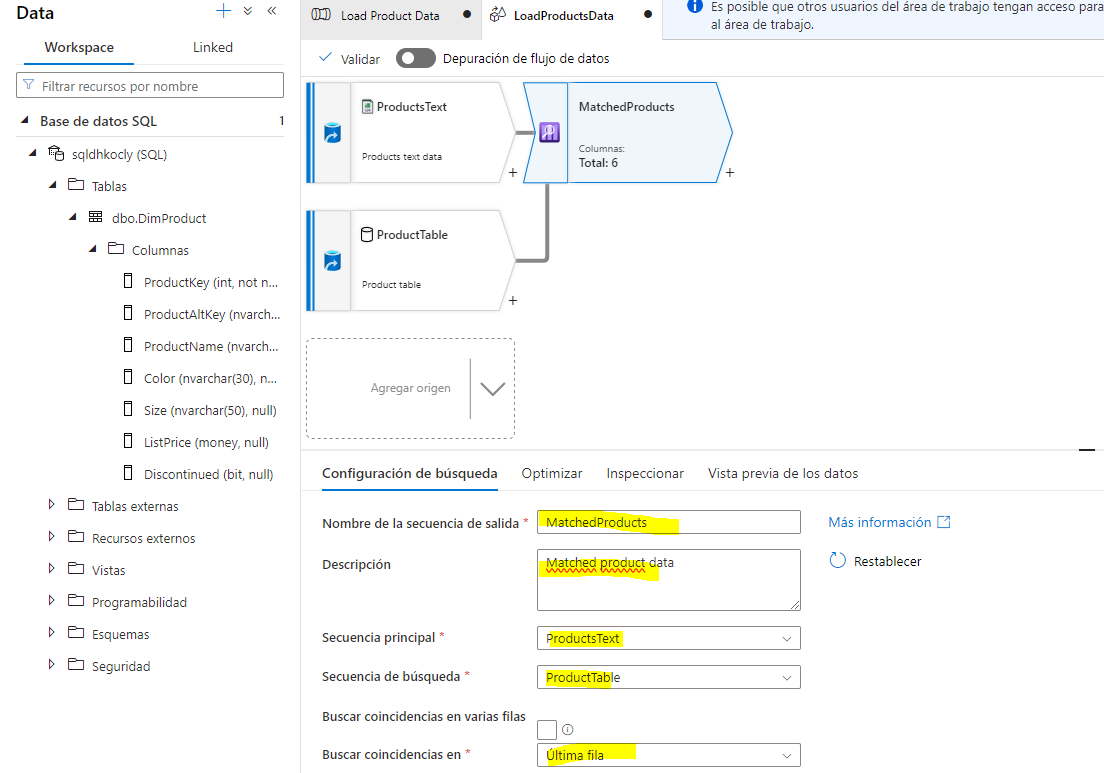 Data
Workspace
Linked
Filtrar recursos por nombre
Base de datos SQL
1
sqldhkocly (SQL)
Tablas
dbo.DimProduct
Columnas
ProductKey (int, not n...
ProductAltKey (nvarch...
ProductName (nvarch...
Color (nvarchar(30), n...
Size (nvarchar(50), null)
ListPrice (money, null)
Discontinued (bit, null)
Tablas externas
Recursos externos
Vistas
Programabilidad
Esquemas
Seguridad
Load Product Data
LoadProductsData
Es posible que otros usuarios del área de trabajo tengan acceso para
al área de trabajo.
Validar
Depuración de flujo de datos
ProductsText
Products text data
MatchedProducts
Columnas:
Total: 6
ProductTable
Product table
Agregar origen
Configuración de búsqueda
Optimizar
Inspeccionar
Vista previa de los datos
Nombre de la secuencia de salida *
MatchedProducts
Más información
Descripción
Matched product data
Restablecer
Secuencia principal *
ProductsText
Secuencia de búsqueda *
ProductTable
Buscar coincidencias en varias filas
Buscar coincidencias en *
Última fila